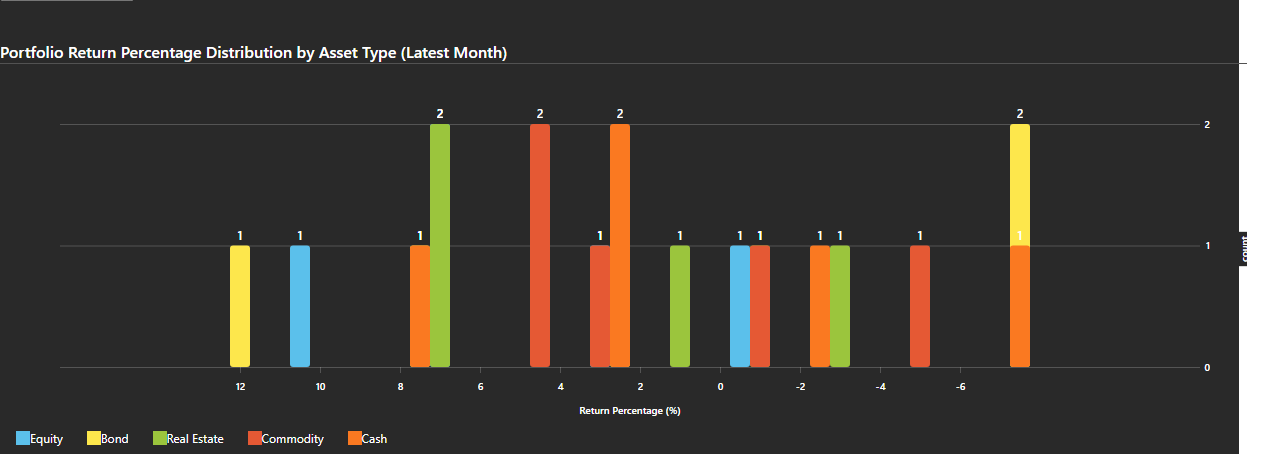 Portfolio Return Percentage Distribution by Asset Type (Latest Month)
2 2 2 2
2
1 1 1 1 1 1 1 1 1 1 1 1
1
count
0
12 10 8 6 4 2 0 -2 -4 -6
Return Percentage (%)
Equity Bond Real Estate Commodity Cash